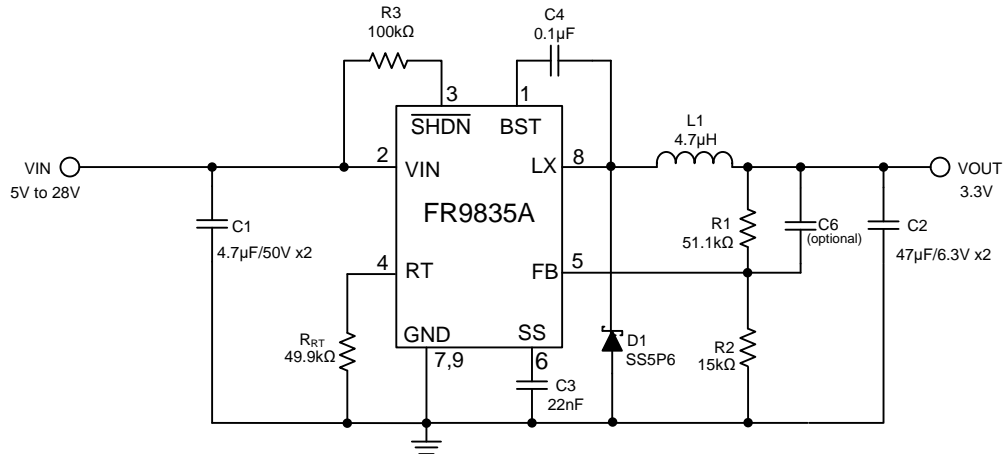 R3
100kΩ
C4
0.1µF
3
1
SHDN
BST
L1
4.7µH
VIN
5V to 28V
2
VIN
LX
8
VOUT
3.3V
FR9835A
C1
4.7µF/50V x2
R1
51.1kΩ
C6
(optional)
C2
47µF/6.3V x2
4
RT
FB
5
RRT
49.9kΩ
GND
SS
7,9
6
C3
22nF
D1
SS5P6
R2
15kΩ